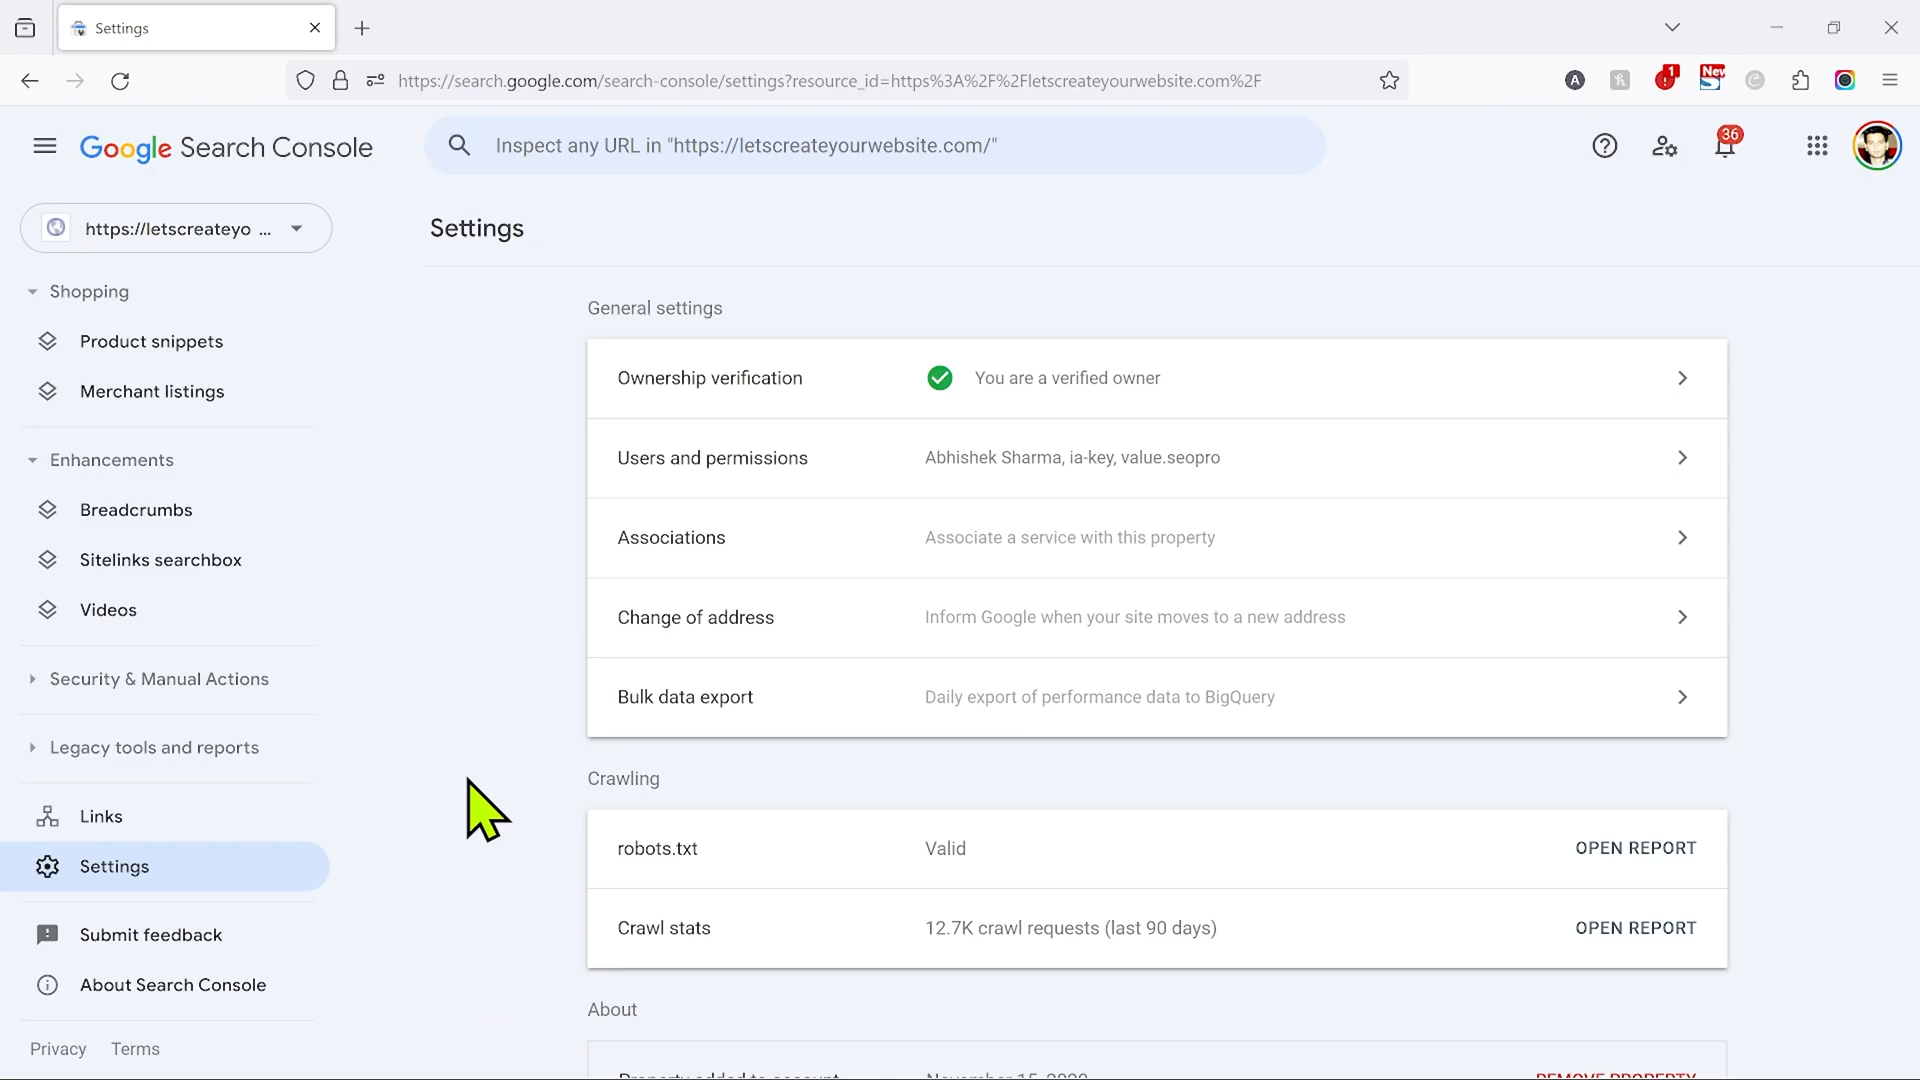 Settings
https://search.google.com/search-console/settings?resource_id=https%3A%2F%2Fletscreateyourwebsite.com%2F
A
1
New
Google Search Console
Inspect any URL in "https://letscreateyourwebsite.com/"
36
https://letscreateyo ...
Settings
Shopping
Product snippets
Merchant listings
Enhancements
Breadcrumbs
Sitelinks searchbox
Videos
Security & Manual Actions
Legacy tools and reports
Links
Settings
Submit feedback
About Search Console
Privacy Terms
General settings
Ownership verification You are a verified owner
Users and permissions Abhishek Sharma, ia-key, value.seopro
Associations Associate a service with this property
Change of address Inform Google when your site moves to a new address
Bulk data export Daily export of performance data to BigQuery
Crawling
robots.txt Valid OPEN REPORT
Crawl stats 12.7K crawl requests (last 90 days) OPEN REPORT
About
Property added to account November 15, 2020 REMOVE PROPERTY